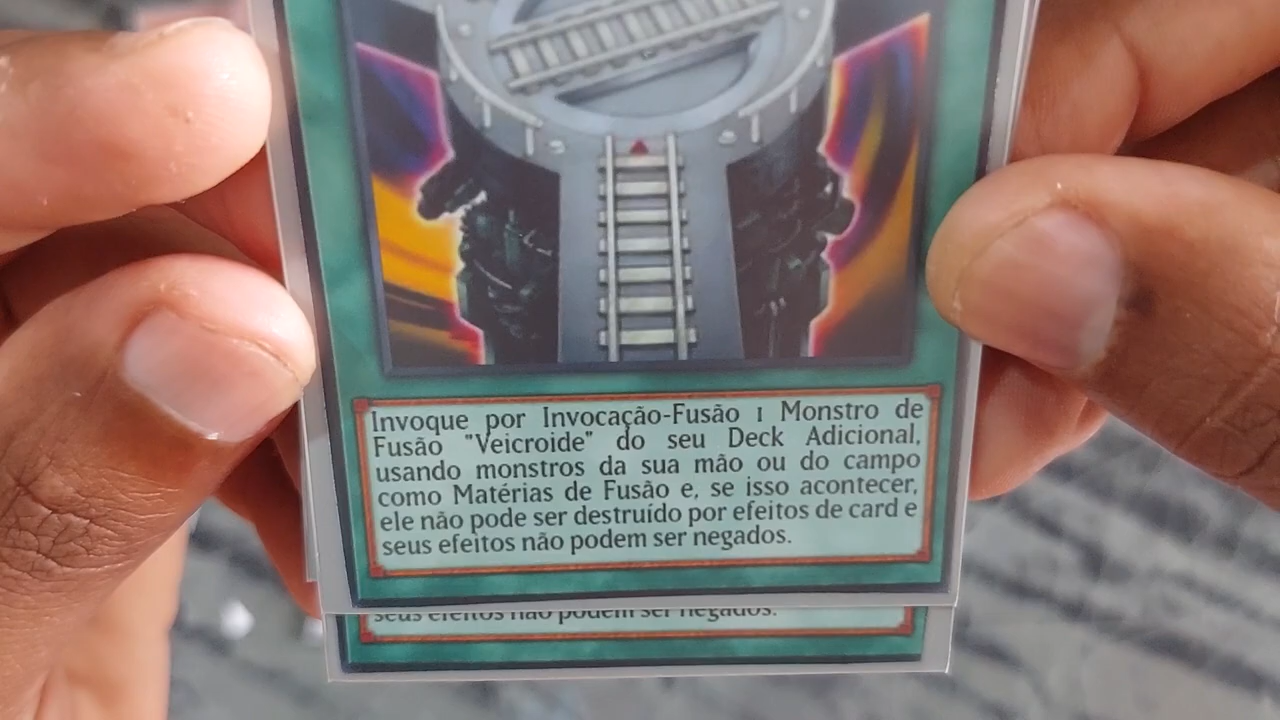 Invoque por Invocação-Fusão 1 Monstro de
Fusão "Veicroide" do seu Deck Adicional,
usando monstros da sua mão ou do campo
como Matérias de Fusão e, se isso acontecer,
ele não pode ser destruído por efeitos de card e
seus efeitos não podem ser negados.
seus efeitos não podem ser negados.